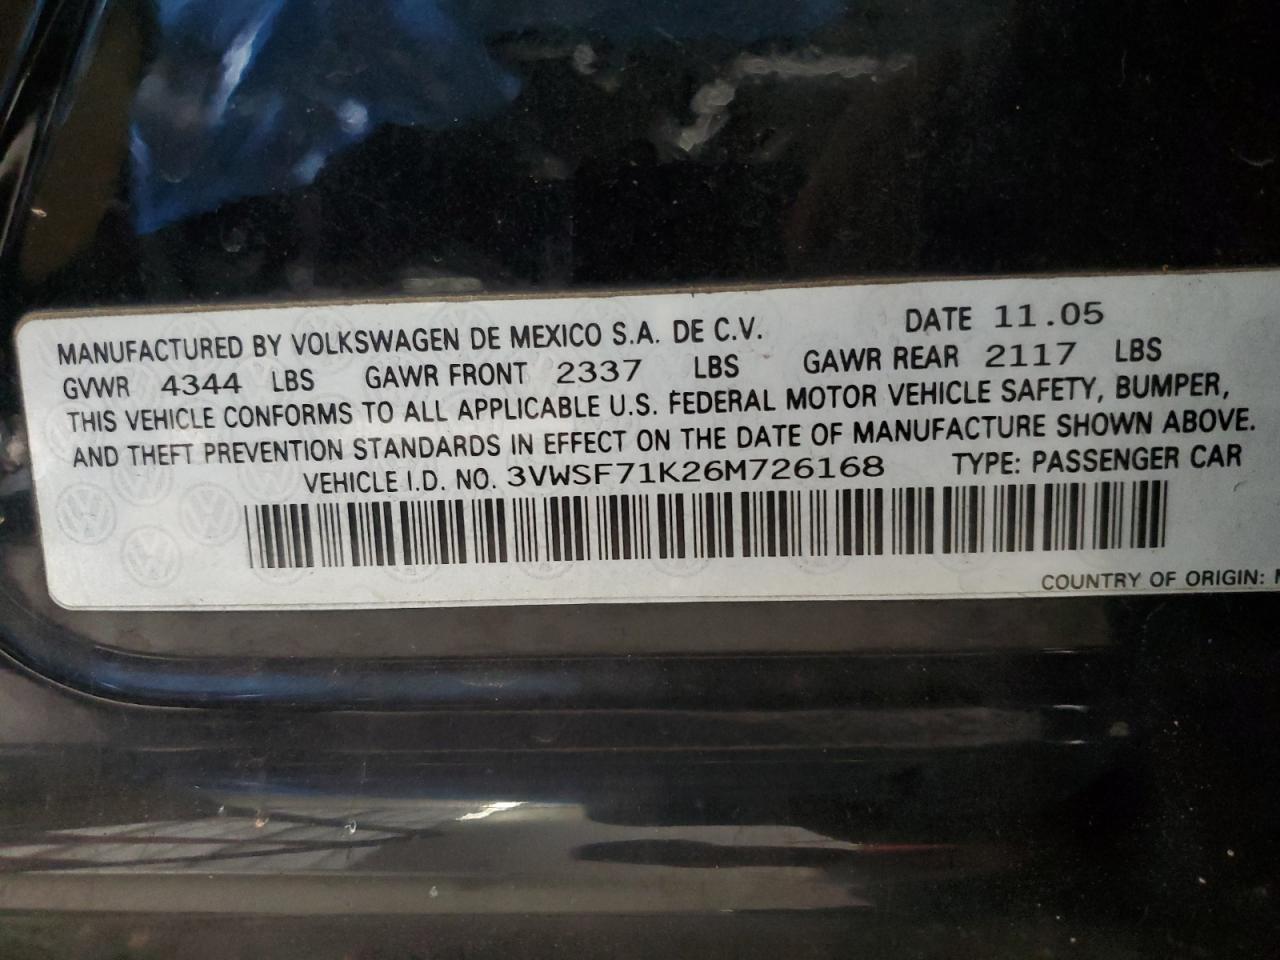 MANUFACTURED BY VOLKSWAGEN DE MEXICO S.A. DE C.V. DATE 11.05
GVWR 4344 LBS GAWR FRONT 2337 LBS GAWR REAR 2117 LBS
THIS VEHICLE CONFORMS TO ALL APPLICABLE U.S. FEDERAL MOTOR VEHICLE SAFETY, BUMPER,
AND THEFT PREVENTION STANDARDS IN EFFECT ON THE DATE OF MANUFACTURE SHOWN ABOVE.
VEHICLE I.D. NO. 3VWSF71K26M726168 TYPE: PASSENGER CAR
COUNTRY OF ORIGIN: